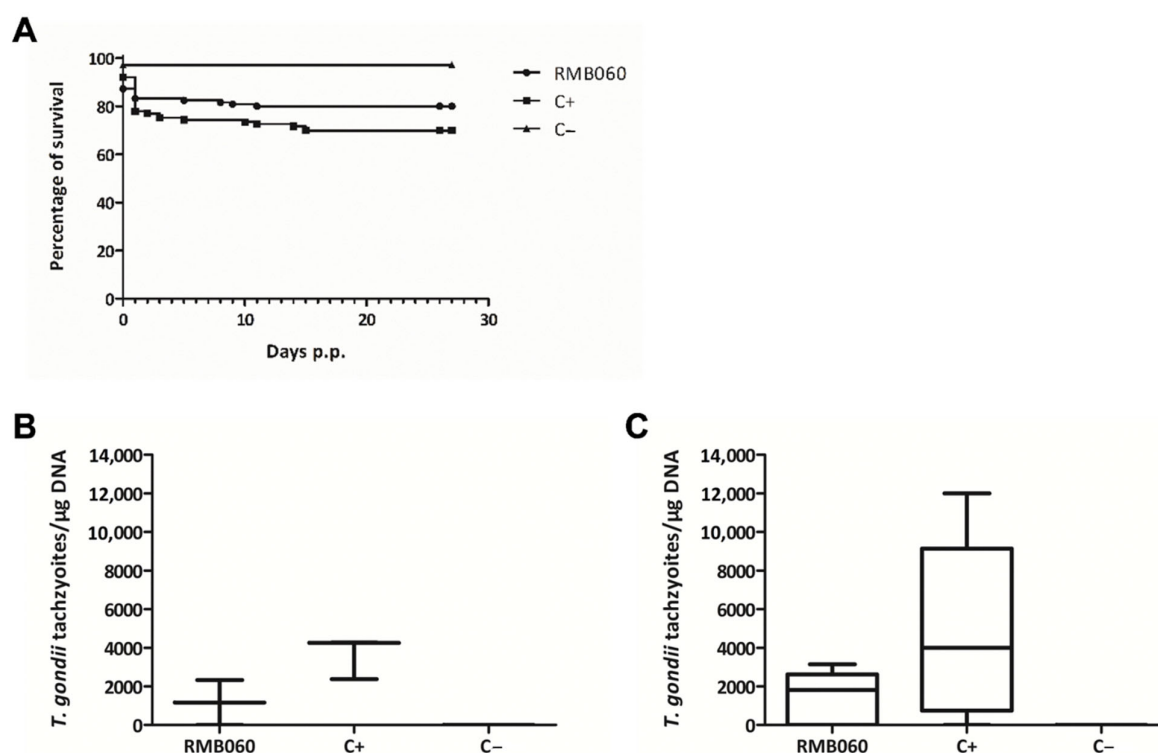 A
Percentage of survival
100
80
60
40
20
0
0 10 20 30
Days p.p.
RMB060
C+
C−
B
T. gondii tachzyoites/µg DNA
14,000
12,000
10,000
8000
6000
4000
2000
0
RMB060 C+ C−
C
T. gondii tachzyoites/µg DNA
14,000
12,000
10,000
8000
6000
4000
2000
0
RMB060 C+ C−